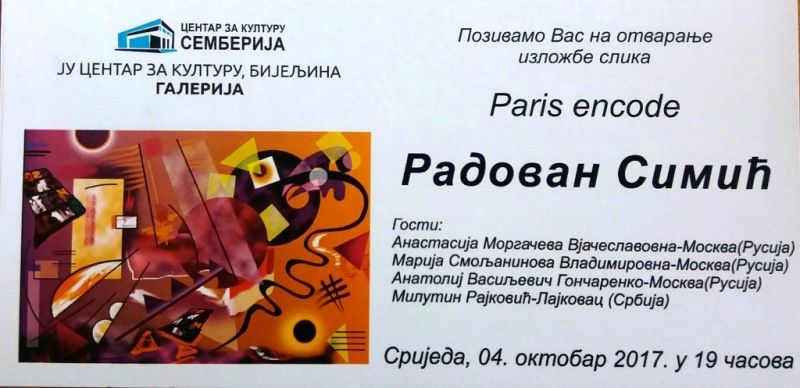 ЦЕНТАР ЗА КУЛТУРУ
СЕМБЕРИЈА
ЈУ ЦЕНТАР ЗА КУЛТУРУ, БИЈЕЉИНА
ГАЛЕРИЈА
Позивамо Вас на отварање
изложбе слика
Paris encode
Радован Симић
Гости:
Анастасија Моргачева Вјачеславовна-Москва(Русија)
Марија Смољанинова Владимировна-Москва(Русија)
Анатолиј Васиљевич Гончаренко-Москва(Русија)
Милутин Рајковић-Лајковац (Србија)
Сриједа, 04. октобар 2017. у 19 часова